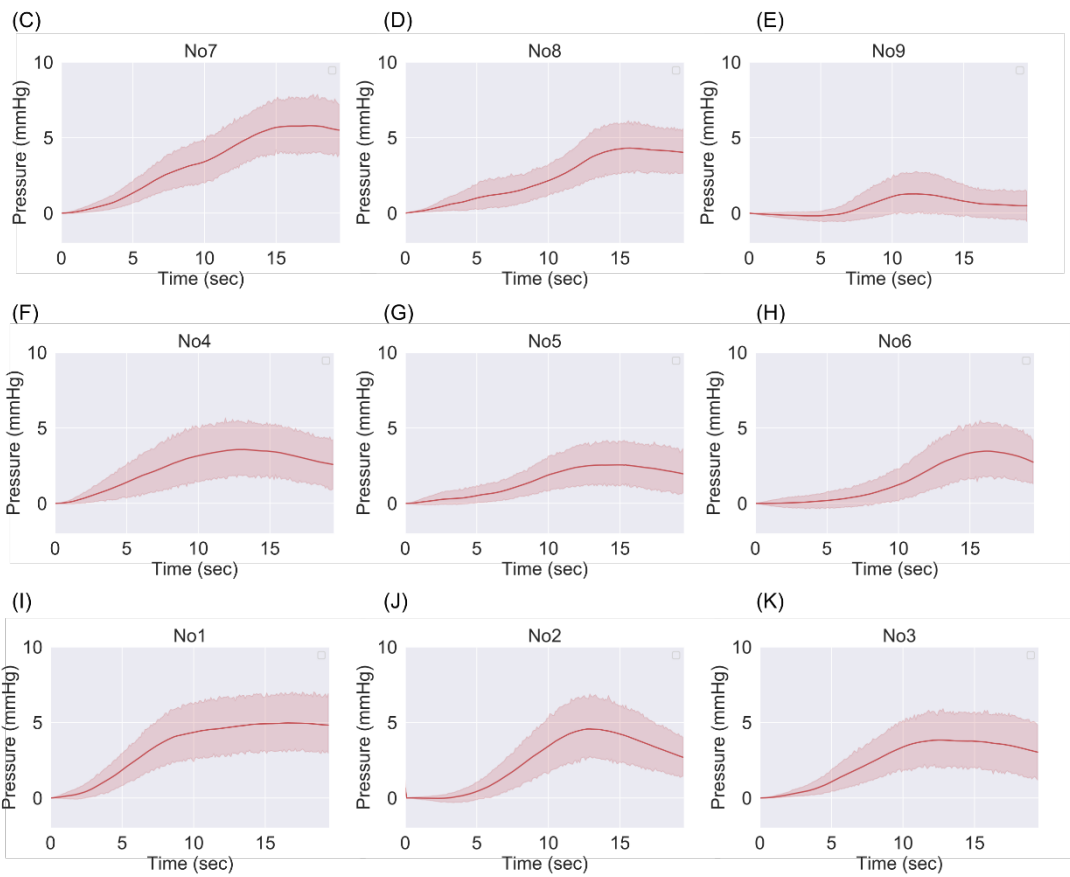 (C) (D) (E)
No7 No8 No9
10 10 10
Pressure (mmHg) Pressure (mmHg) Pressure (mmHg)
5 5 5
0 0 0
0 5 10 15 0 5 10 15 0 5 10 15
Time (sec) Time (sec) Time (sec)
(F) (G) (H)
No4 No5 No6
10 10 10
Pressure (mmHg) Pressure (mmHg) Pressure (mmHg)
5 5 5
0 0 0
0 5 10 15 0 5 10 15 0 5 10 15
Time (sec) Time (sec) Time (sec)
(I) (J) (K)
No1 No2 No3
10 10 10
Pressure (mmHg) Pressure (mmHg) Pressure (mmHg)
5 5 5
0 0 0
0 5 10 15 0 5 10 15 0 5 10 15
Time (sec) Time (sec) Time (sec)